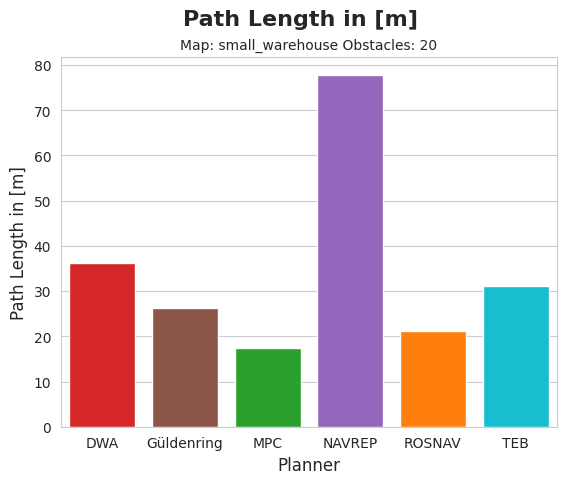 Path Length in [m]
Map: small_warehouse Obstacles: 20
Path Length in [m]
80
70
60
50
40
30
20
10
0
DWA Güldenring MPC NAVREP ROSNAV TEB
Planner